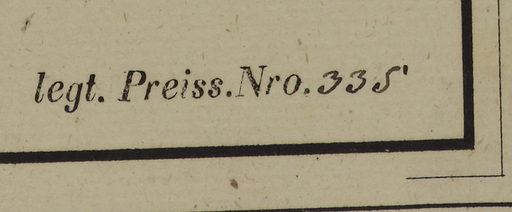 legt. Preiss.Nro. 335